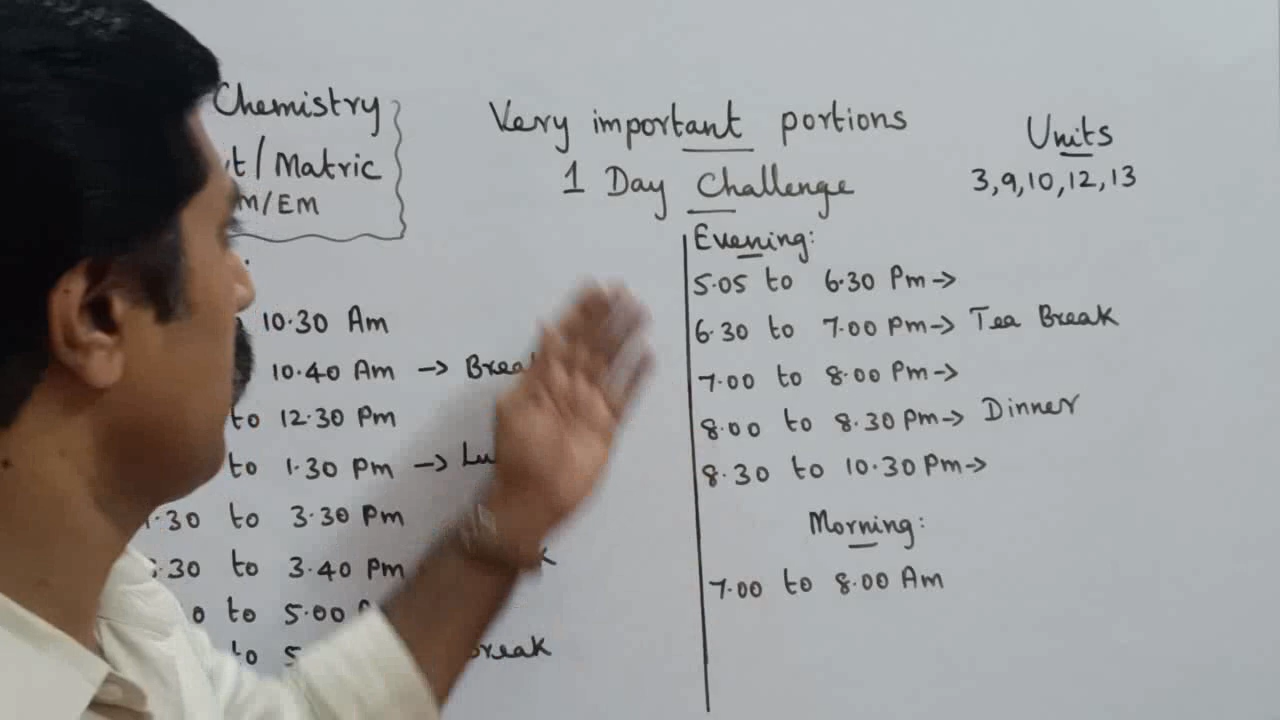 Chemistry
Matric
/EM
Very important portions
1 Day Challenge
Units
3,9,10,12,13
10.30 Am
10.40 Am →
to 12.30 Pm
to 1.30 Pm →
.30 to 3.30 Pm
.30 to 3.40 Pm
to 5.00
to
Evening:
5.05 to 6.30 Pm →
6.30 to 7.00 Pm → Tea Break
7.00 to 8.00 Pm →
8.00 to 8.30 Pm → Dinner
8.30 to 10.30 Pm →
Morning:
7.00 to 8.00 Am